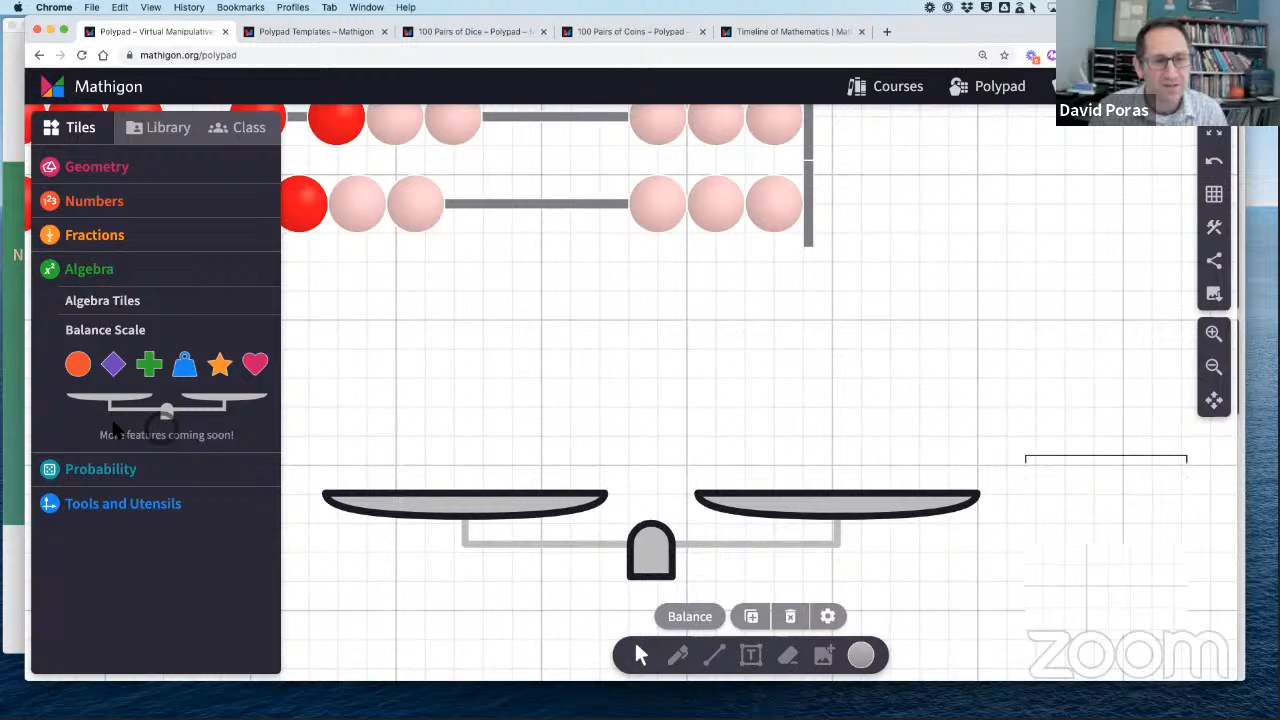 Chrome File Edit View History Bookmarks Profiles Tab Window Help
Polypad – Virtual Manipulative
Polypad Templates – Mathigon
100 Pairs of Dice – Polypad –
100 Pairs of Coins – Polypad –
Timeline of Mathematics | Mat
mathigon.org/polypad
Mathigon
Courses
Polypad
David Poras
Tiles
Library
Class
Geometry
Numbers
Fractions
Algebra
Algebra Tiles
Balance Scale
More features coming soon!
Probability
Tools and Utensils
N
Balance
zoom